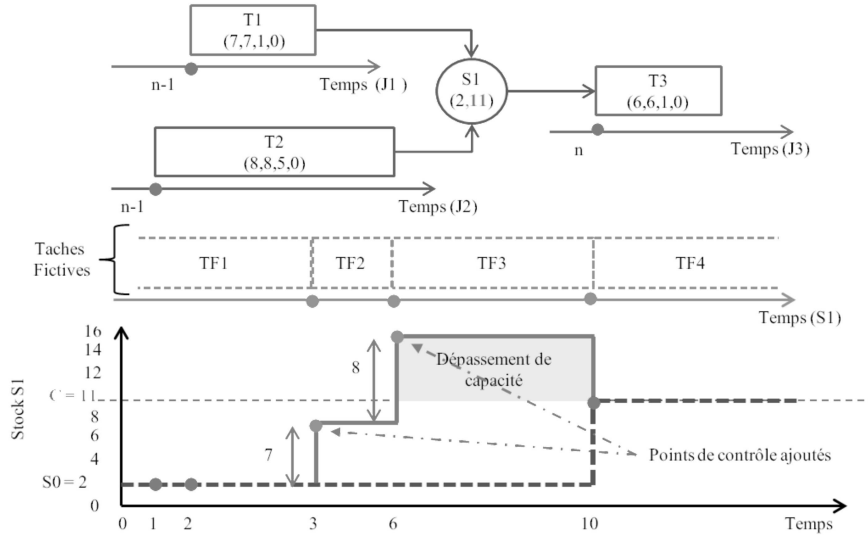 T1
(7,7,1,0)
n-1
Temps (J1 )
S1
(2,11)
T3
(6,6,1,0)
T2
(8,8,5,0)
n
Temps (J3)
n-1
Temps (J2)
Taches
Fictives
TF1
TF2
TF3
TF4
Temps (S1)
Stock S1
16
14
12
C = 11
8
6
4
S0 = 2
0
8
7
Dépassement de
capacité
Points de contrôle ajoutés
0
1
2
3
6
10
Temps